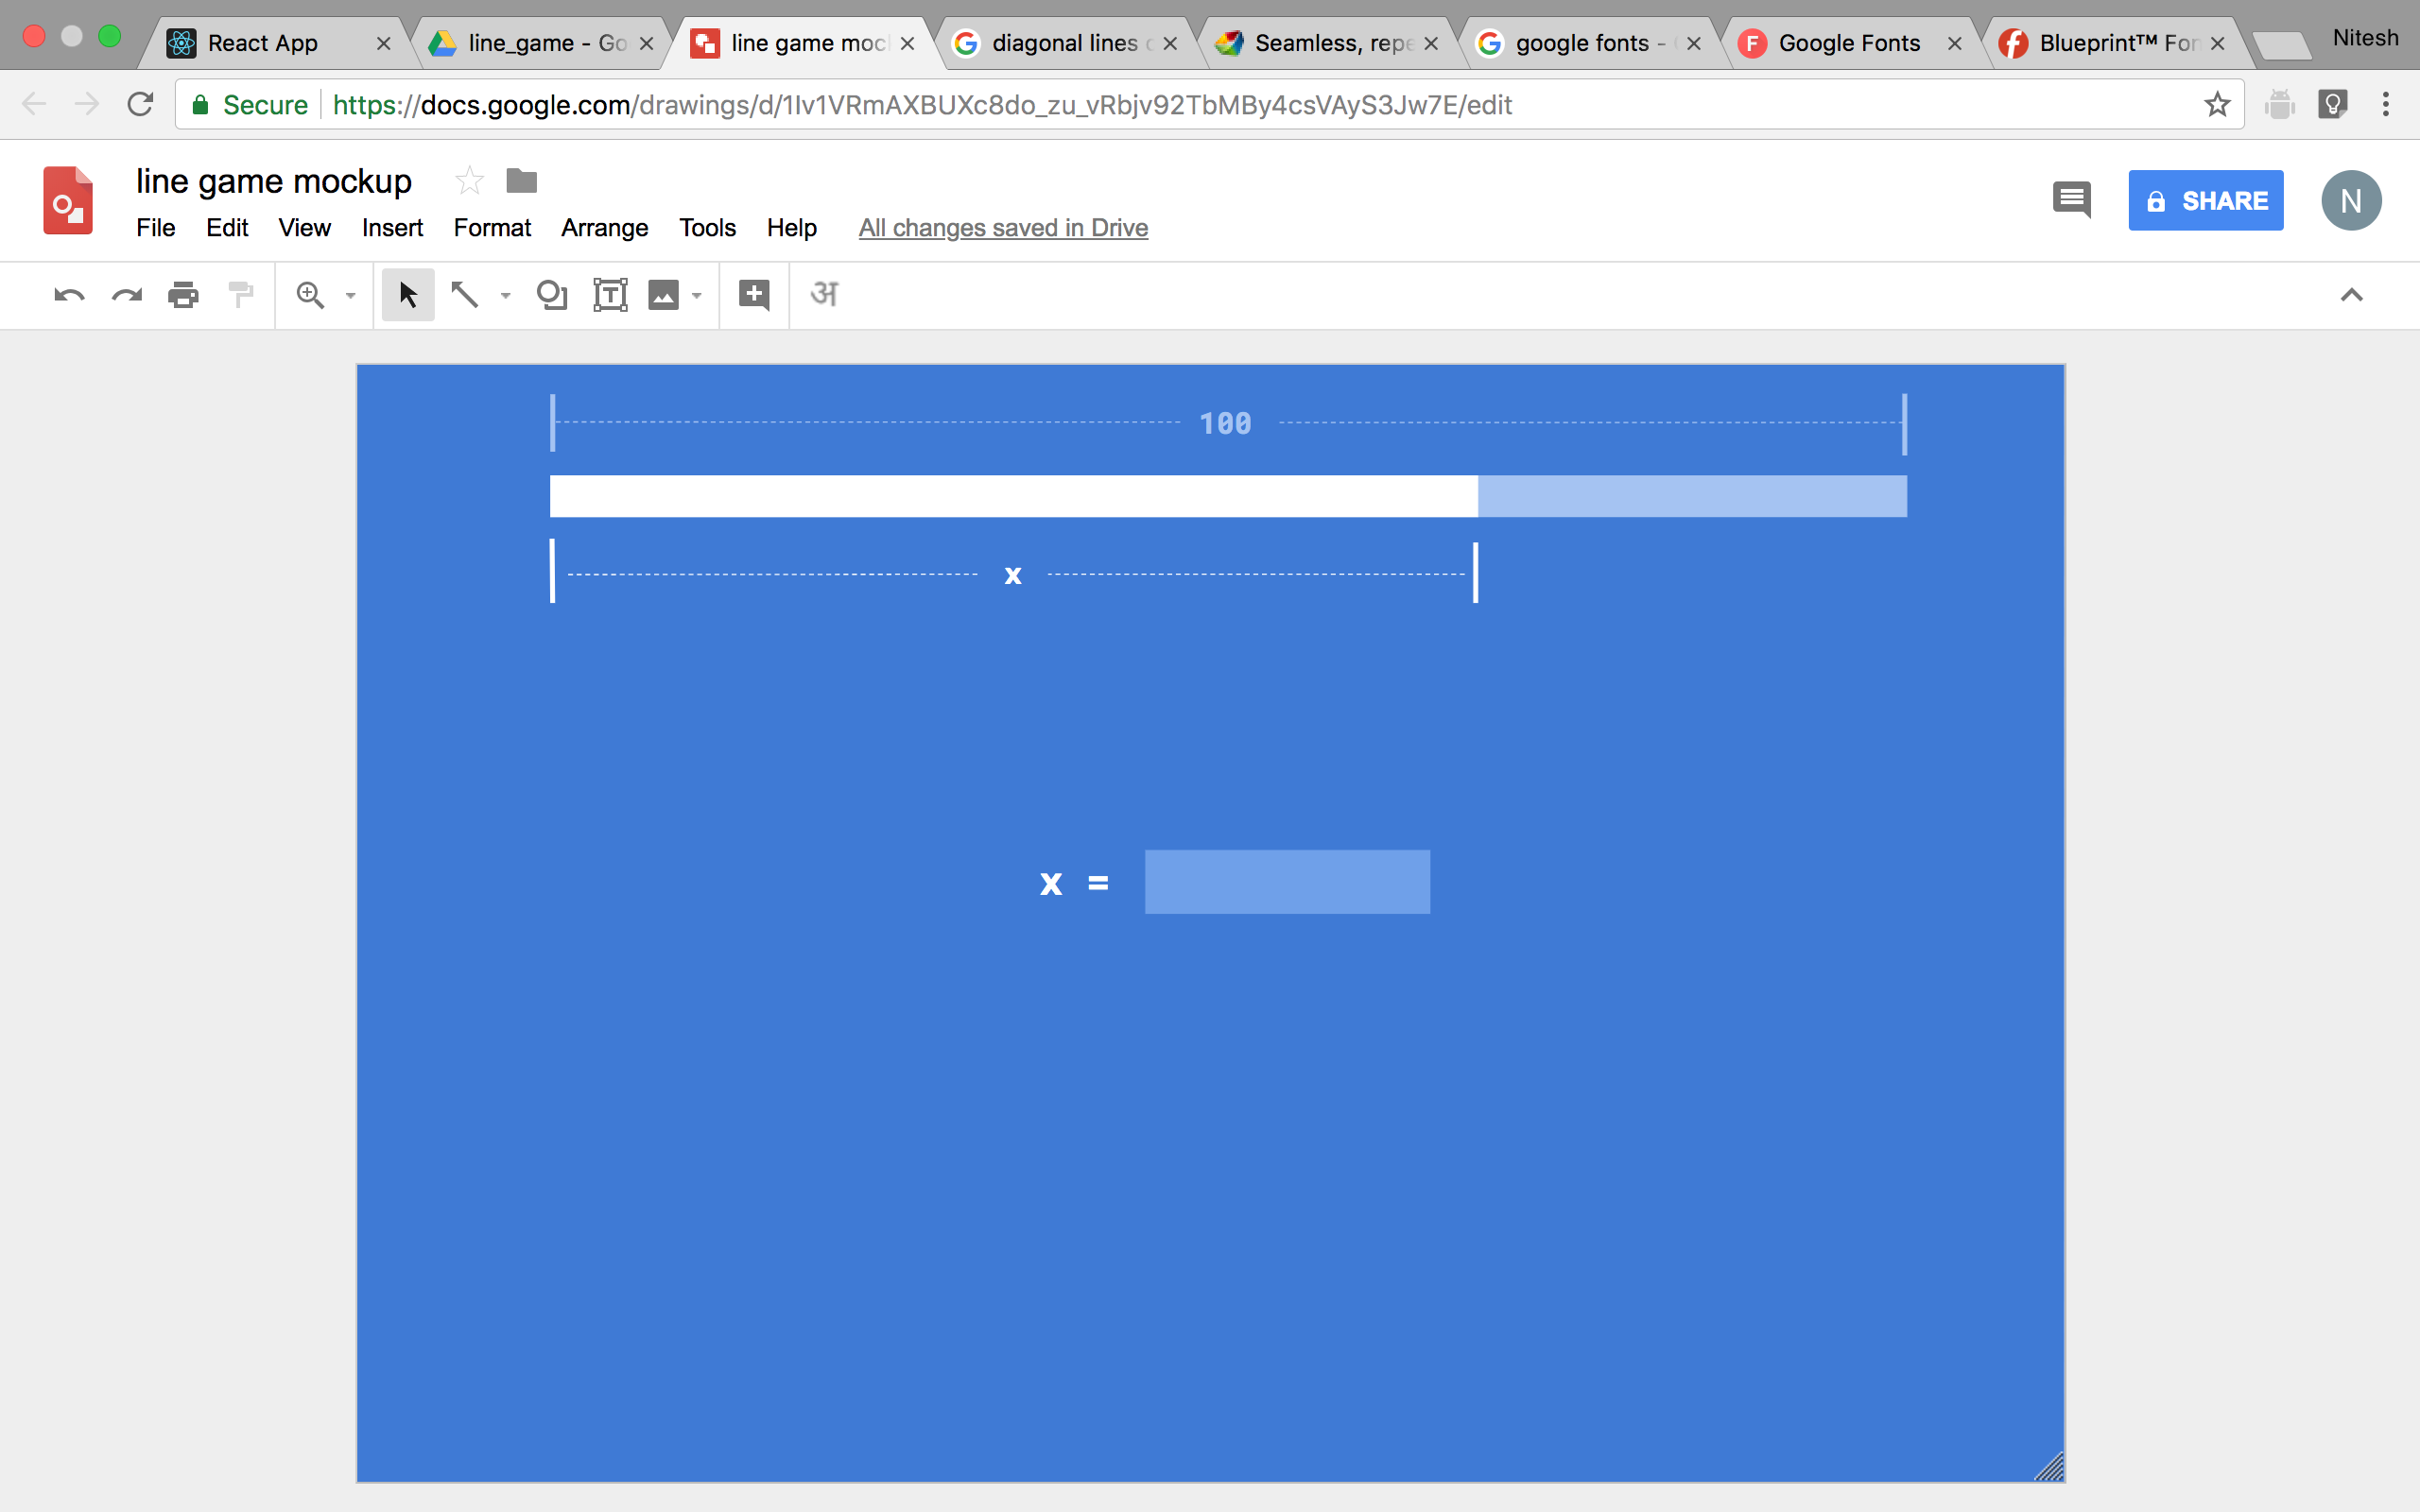 React App line_game - Go line game moc diagonal lines Seamless, repe google fonts - Google Fonts Blueprint™ Fon Nitesh
Secure https://docs.google.com/drawings/d/1Iv1VRmAXBUXc8do_zu_vRbjv92TbMBy4csVAyS3Jw7E/edit
line game mockup
File Edit View Insert Format Arrange Tools Help All changes saved in Drive
SHARE N
अ
100
x
x =